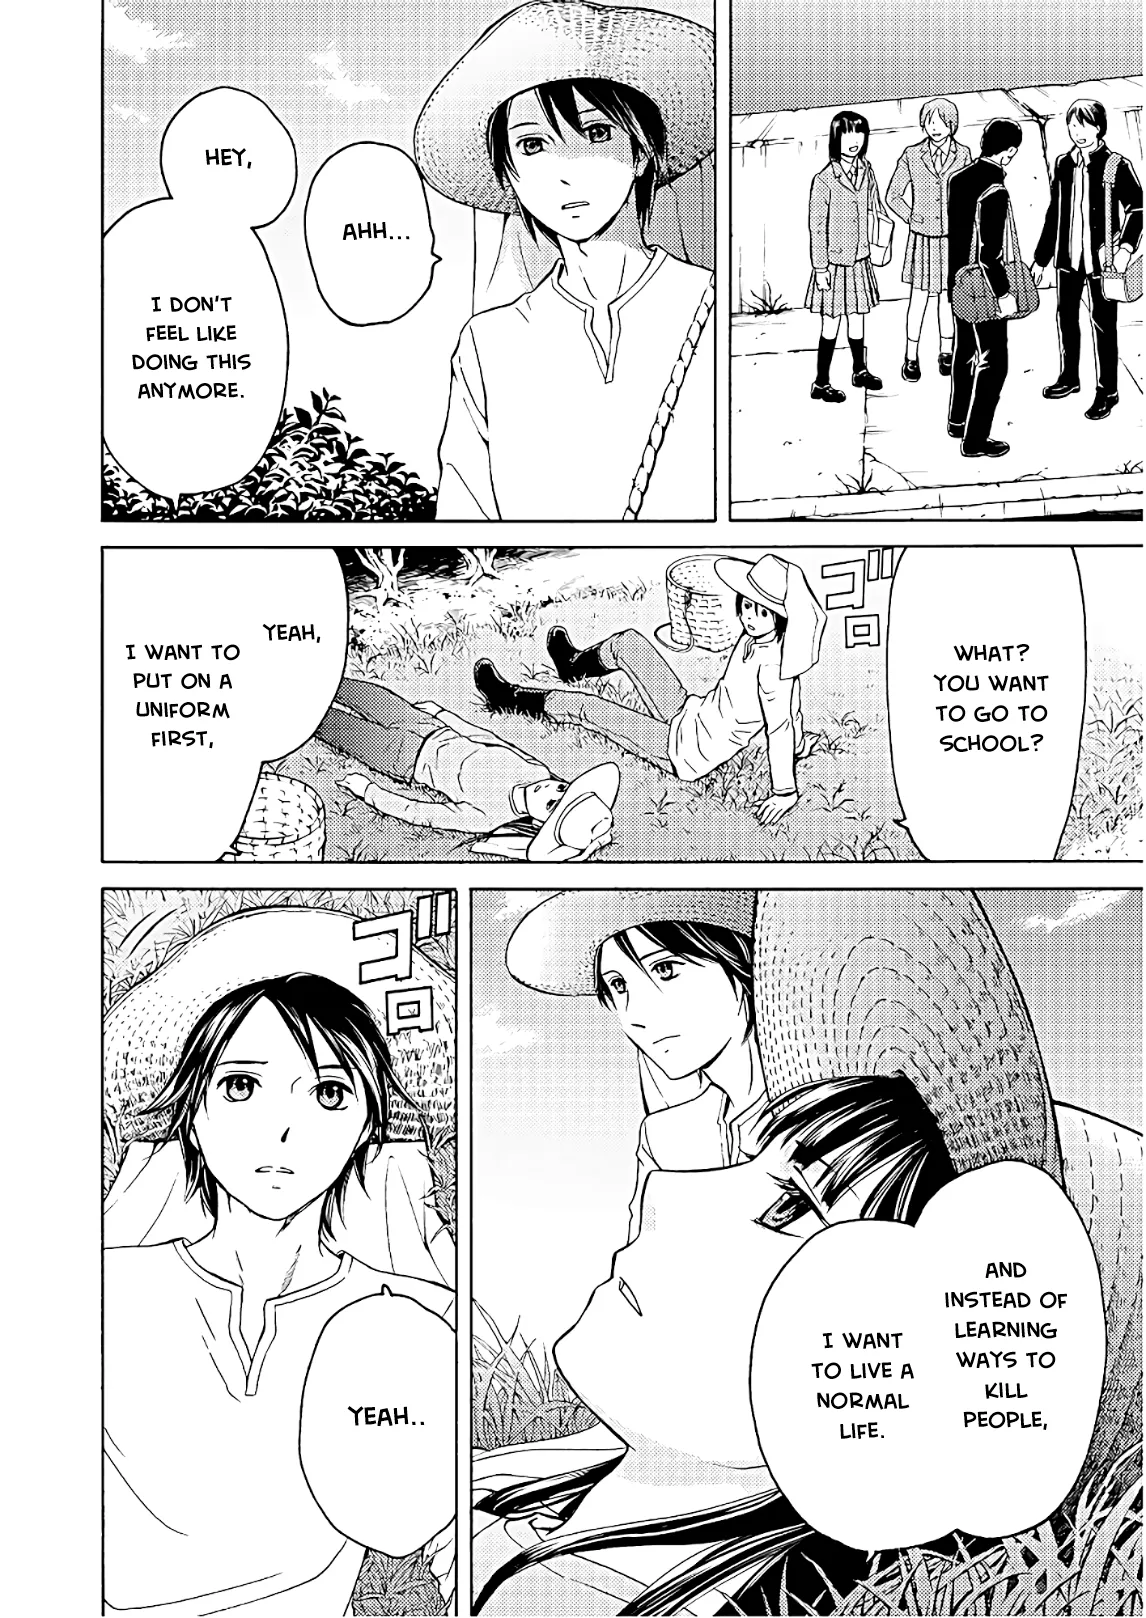 AHH...
HEY,
I DON'T
FEEL LIKE
DOING THIS
ANYMORE.
WHAT?
YOU WANT
TO GO TO
SCHOOL?
ゴロ
YEAH,
I WANT TO
PUT ON A
UNIFORM
FIRST,
AND
INSTEAD OF
LEARNING
WAYS TO
KILL
PEOPLE,
I WANT
TO LIVE A
NORMAL
LIFE.
ゴロ
YEAH..